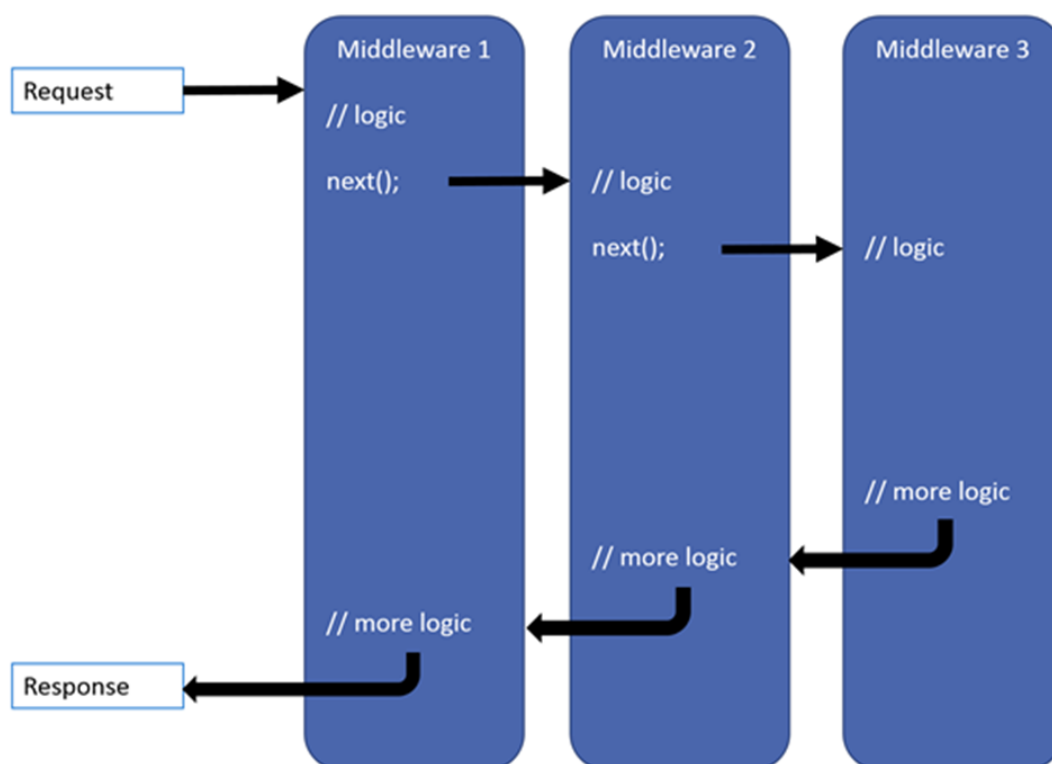 Middleware 1
Middleware 2
Middleware 3
Request
// logic
next();
// logic
next();
// logic
// more logic
// more logic
// more logic
Response